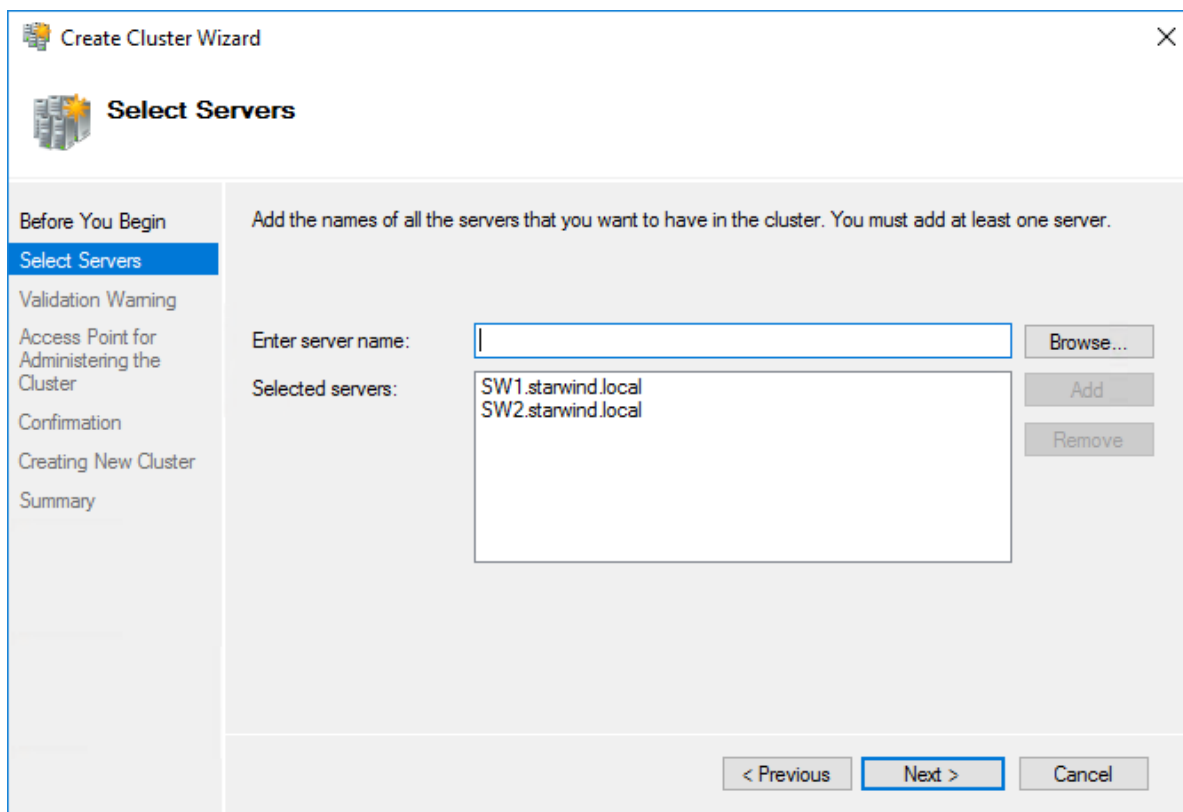 Create Cluster Wizard
Select Servers
Before You Begin
Select Servers
Validation Warning
Access Point for
Administering the
Cluster
Confirmation
Creating New Cluster
Summary
Add the names of all the servers that you want to have in the cluster. You must add at least one server.
Enter server name:
Browse...
Selected servers:
SW1.starwind.local
SW2.starwind.local
Add
Remove
< Previous
Next >
Cancel